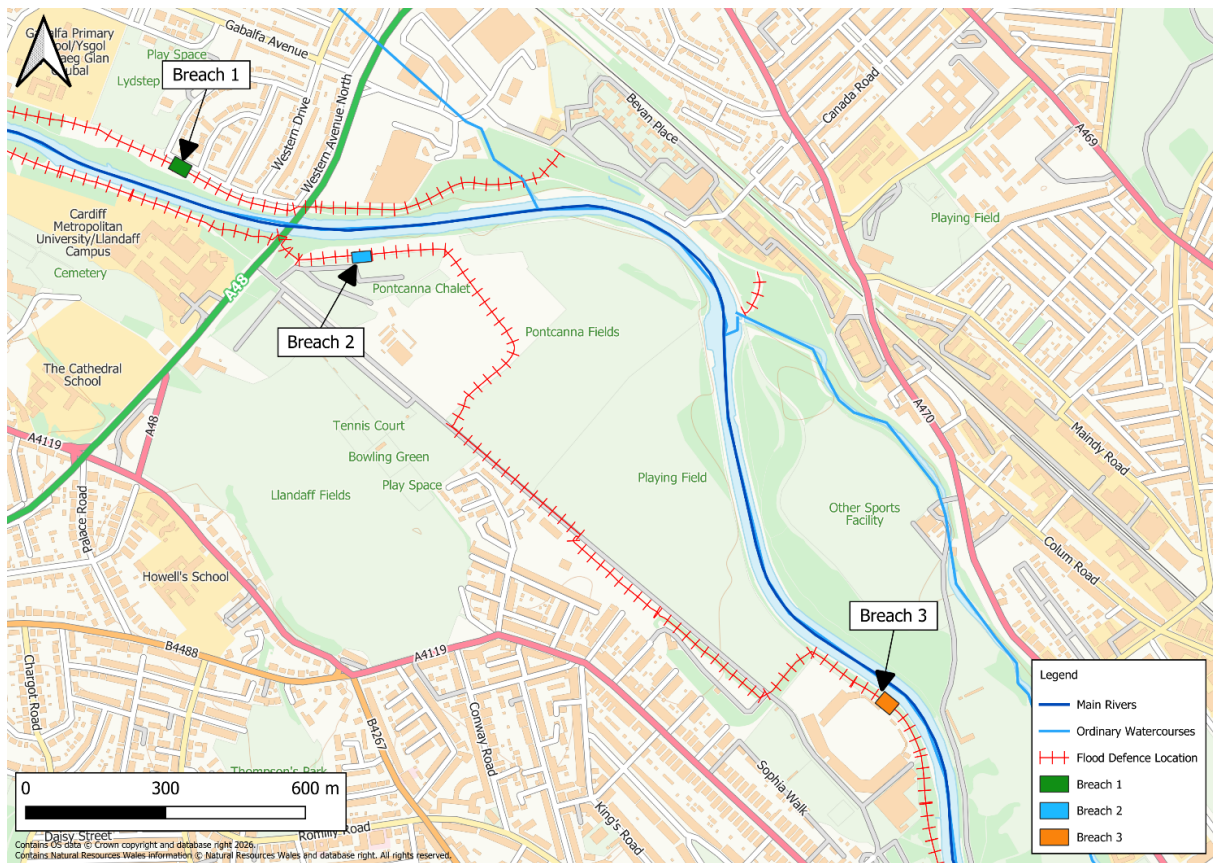 Gabalfa Primary
Gabalfa Avenue
Play Space
Lydstep
Breach 1
Western Drive
Western Avenue North
Bevan Place
Canada Road
A469
Cardiff
Metropolitan
University/Llandaff
Campus
Cemetery
A48
Playing Field
Pontcanna Chalet
Breach 2
Pontcanna Fields
The Cathedral
School
A4119
A48
A470
Maindy Road
Tennis Court
Bowling Green
Play Space
Playing Field
Llandaff Fields
Palace Road
Other Sports
Facility
Colum Road
Howell's School
Breach 3
B4488
A4119
Chargot Road
B4267
Conway Road
Sophia Walk
King's Road
Thompson's Park
Romilly Road
Daisy Street
0 300 600 m
Legend
Main Rivers
Ordinary Watercourses
Flood Defence Location
Breach 1
Breach 2
Breach 3
Contains OS data © Crown copyright and database right 2026.
Contains Natural Resources Wales information © Natural Resources Wales and database right. All rights reserved.